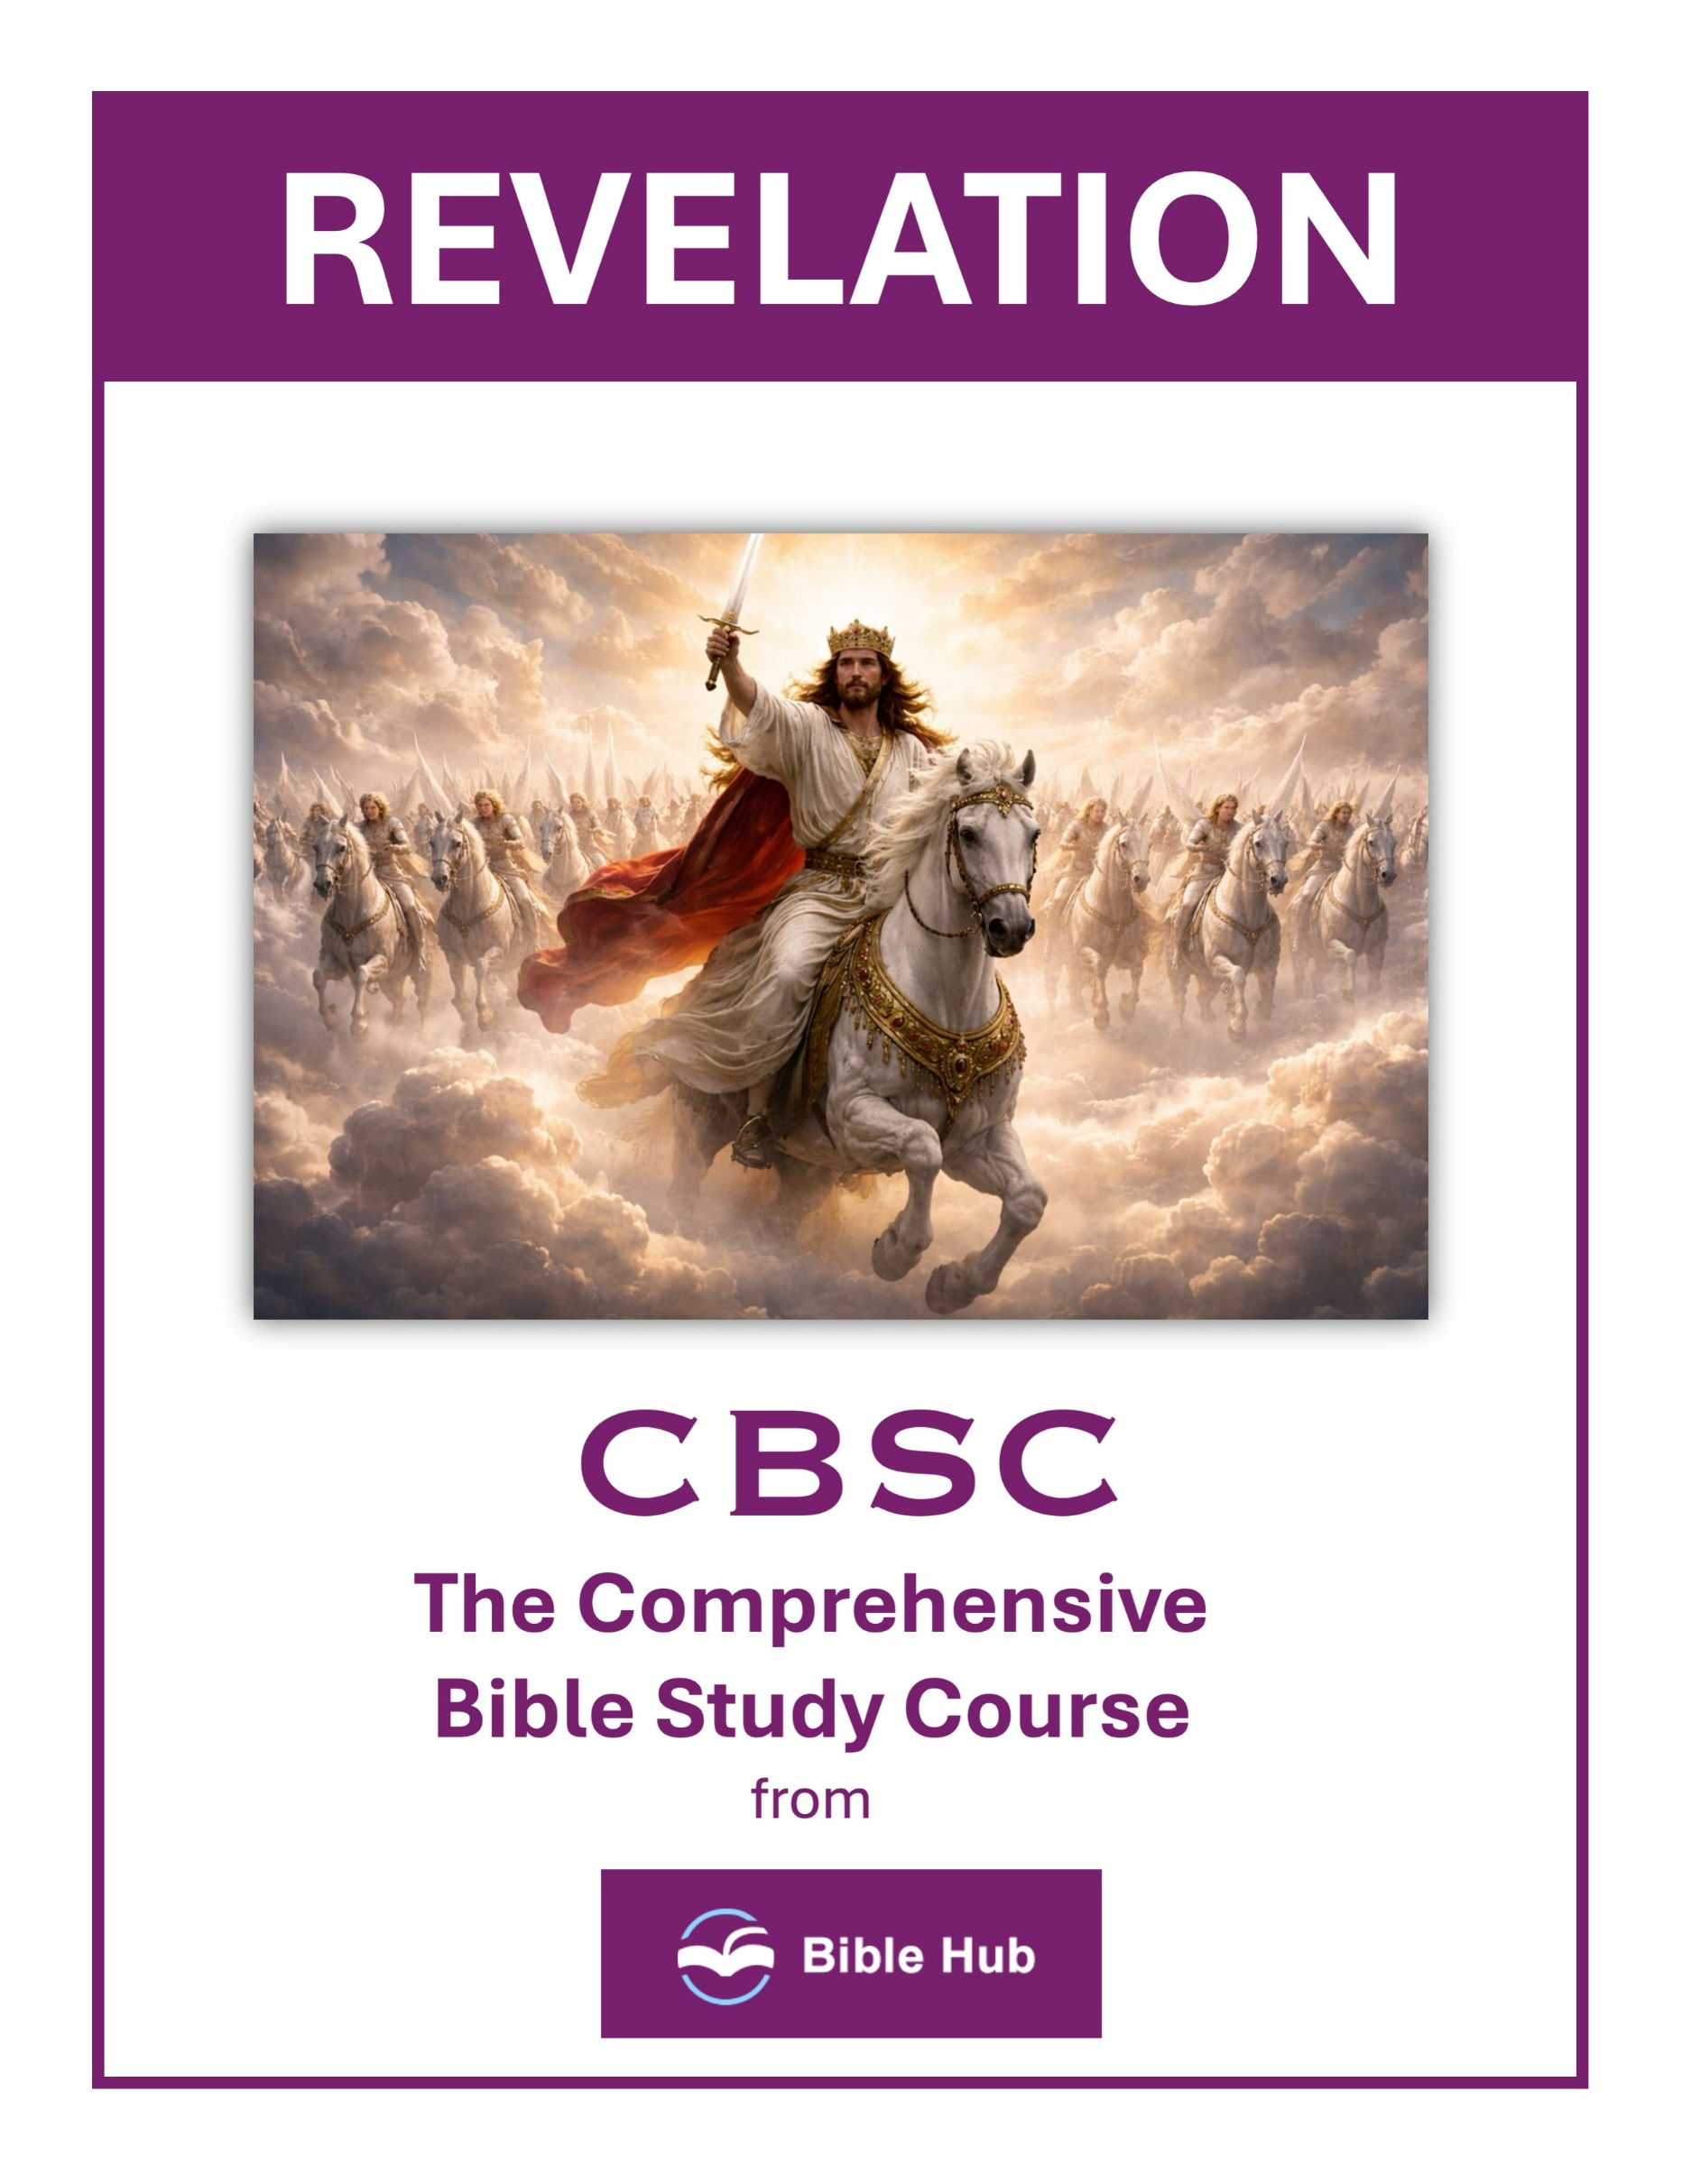 REVELATION
CBSC
The Comprehensive
Bible Study Course
from
Bible Hub